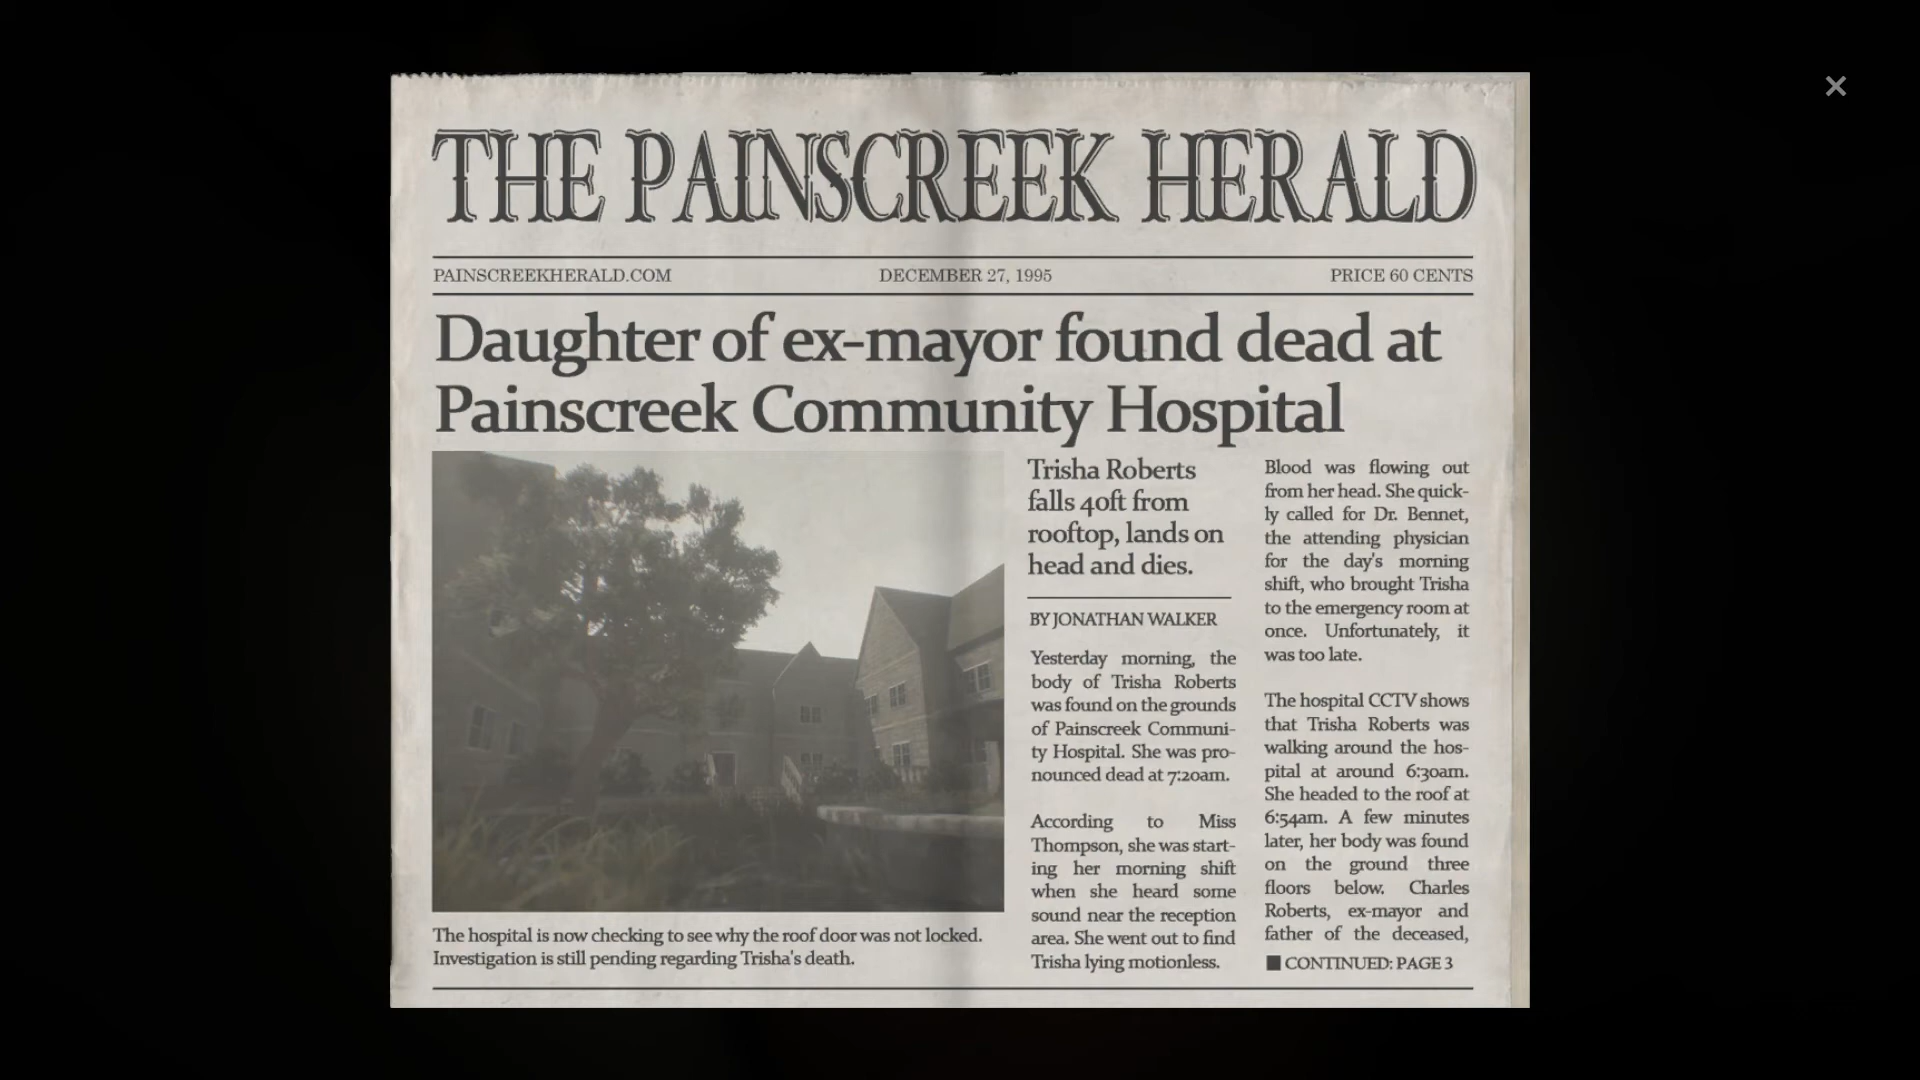 THE PAINSCREEK HERALD
PAINSCREEKHERALD.COM
DECEMBER 27, 1995
PRICE 60 CENTS
Daughter of ex-mayor found dead at
Painscreek Community Hospital
Trisha Roberts
falls 40ft from
rooftop, lands on
head and dies.
BY JONATHAN WALKER
Yesterday morning, the
body of Trisha Roberts
was found on the grounds
of Painscreek Communi-
ty Hospital. She was pro-
nounced dead at 7:20am.
According to Miss
Thompson, she was start-
ing her morning shift
when she heard some
sound near the reception
area. She went out to find
Trisha lying motionless.
Blood was flowing out
from her head. She quick-
ly called for Dr. Bennet,
the attending physician
for the day's morning
shift, who brought Trisha
to the emergency room at
once. Unfortunately, it
was too late.
The hospital CCTV shows
that Trisha Roberts was
walking around the hos-
pital at around 6:30am.
She headed to the roof at
6:54am. A few minutes
later, her body was found
on the ground three
floors below. Charles
Roberts, ex-mayor and
father of the deceased,
■ CONTINUED: PAGE 3
The hospital is now checking to see why the roof door was not locked.
Investigation is still pending regarding Trisha's death.